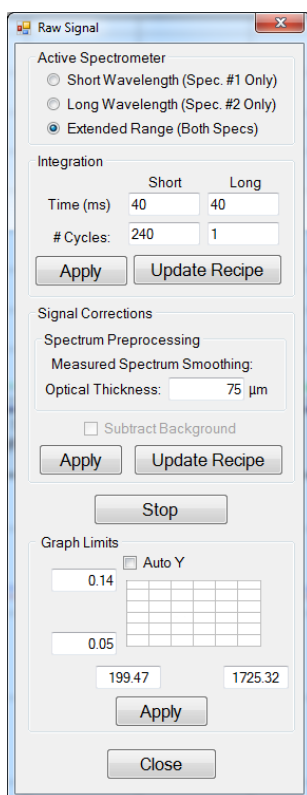 Raw Signal
Active Spectrometer
Short Wavelength (Spec. #1 Only)
Long Wavelength (Spec. #2 Only)
Extended Range (Both Specs)
Integration
Short Long
Time (ms) 40 40
# Cycles: 240 1
Apply Update Recipe
Signal Corrections
Spectrum Preprocessing
Measured Spectrum Smoothing:
Optical Thickness: 75 µm
Subtract Background
Apply Update Recipe
Stop
Graph Limits
Auto Y
0.14
0.05
199.47 1725.32
Apply
Close